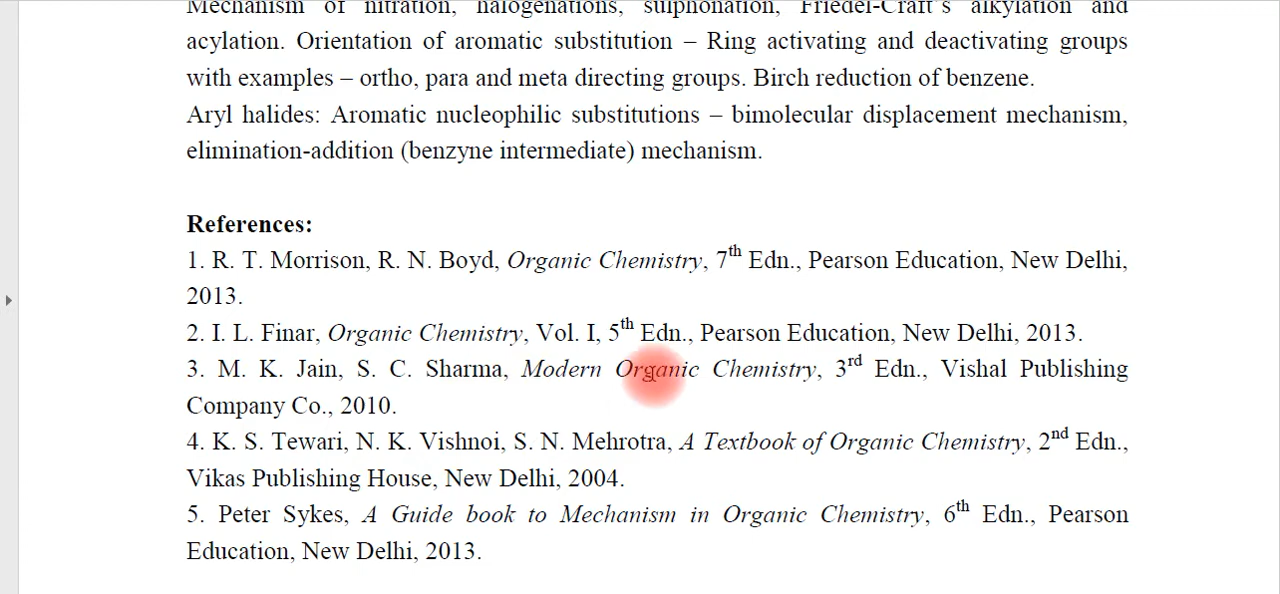 Mechanism of nitration, halogenations, sulphonation, Friedel-Craft's alkylation and
acylation. Orientation of aromatic substitution – Ring activating and deactivating groups
with examples – ortho, para and meta directing groups. Birch reduction of benzene.
Aryl halides: Aromatic nucleophilic substitutions – bimolecular displacement mechanism,
elimination-addition (benzyne intermediate) mechanism.
References:
1. R. T. Morrison, R. N. Boyd, Organic Chemistry, 7th Edn., Pearson Education, New Delhi,
2013.
2. I. L. Finar, Organic Chemistry, Vol. I, 5th Edn., Pearson Education, New Delhi, 2013.
3. M. K. Jain, S. C. Sharma, Modern Organic Chemistry, 3rd Edn., Vishal Publishing
Company Co., 2010.
4. K. S. Tewari, N. K. Vishnoi, S. N. Mehrotra, A Textbook of Organic Chemistry, 2nd Edn.,
Vikas Publishing House, New Delhi, 2004.
5. Peter Sykes, A Guide book to Mechanism in Organic Chemistry, 6th Edn., Pearson
Education, New Delhi, 2013.